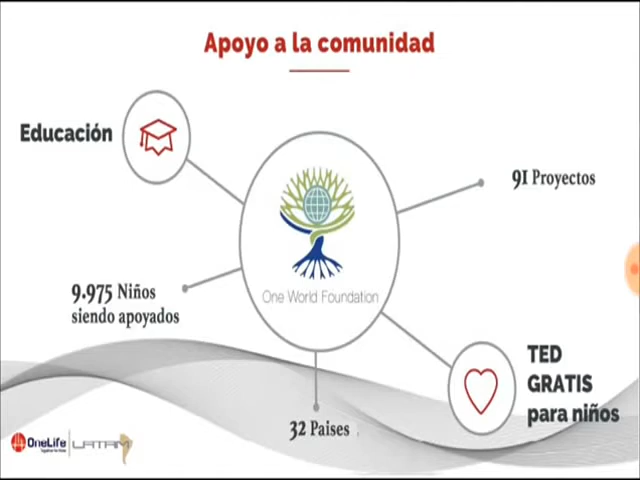 Apoyo a la comunidad
Educación
91 Proyectos
One World Foundation
9.975 Niños
siendo apoyados
TED
GRATIS
para niños
32 Paises
OneLife
LATAM